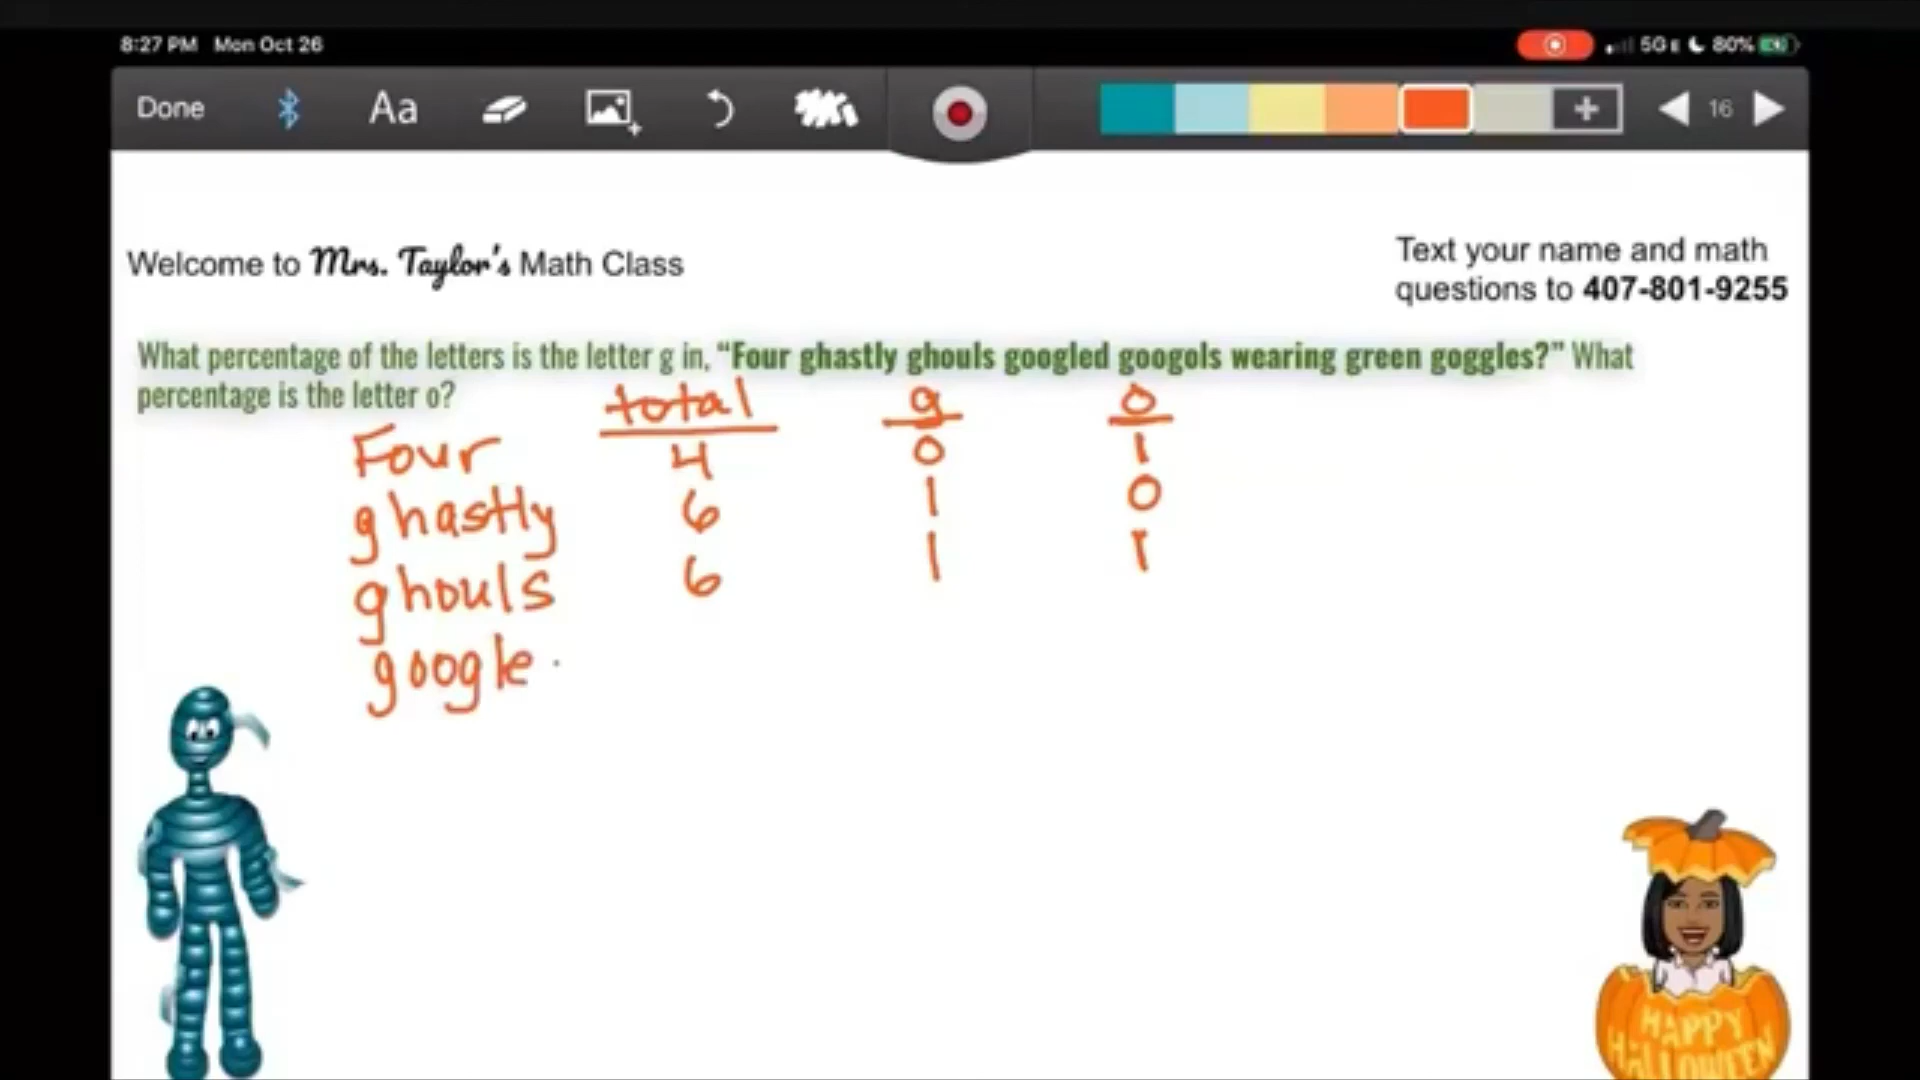 8:27 PM Mon Oct 26
5G E 80%
Done Aa 16
Welcome to Mrs. Taylor's Math Class
Text your name and math
questions to 407-801-9255
What percentage of the letters is the letter g in, “Four ghastly ghouls googled googols wearing green goggles?” What
percentage is the letter o?
total g o
Four 4 0 1
ghastly 6 1 0
ghouls 6 1 1
google
HAPPY
HALLOWEEN